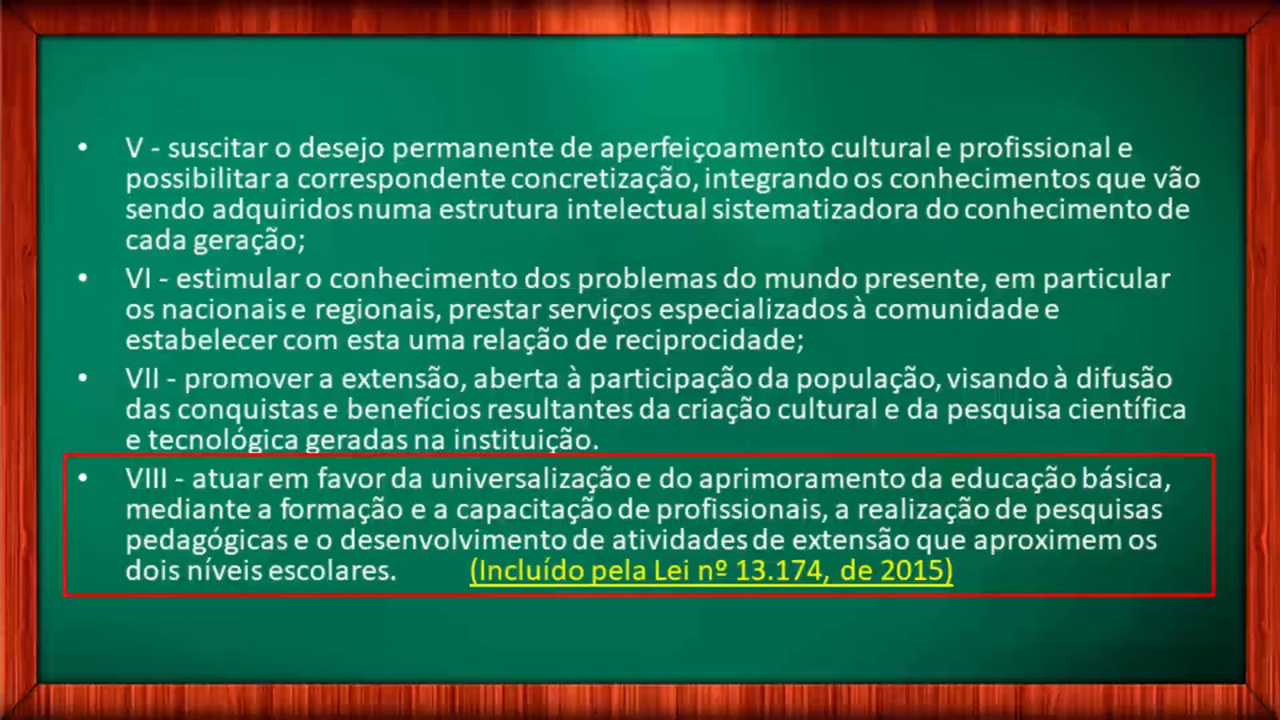 • V - suscitar o desejo permanente de aperfeiçoamento cultural e profissional e
possibilitar a correspondente concretização, integrando os conhecimentos que vão
sendo adquiridos numa estrutura intelectual sistematizadora do conhecimento de
cada geração;
• VI - estimular o conhecimento dos problemas do mundo presente, em particular
os nacionais e regionais, prestar serviços especializados à comunidade e
estabelecer com esta uma relação de reciprocidade;
• VII - promover a extensão, aberta à participação da população, visando à difusão
das conquistas e benefícios resultantes da criação cultural e da pesquisa científica
e tecnológica geradas na instituição.
• VIII - atuar em favor da universalização e do aprimoramento da educação básica,
mediante a formação e a capacitação de profissionais, a realização de pesquisas
pedagógicas e o desenvolvimento de atividades de extensão que aproximem os
dois níveis escolares. (Incluído pela Lei nº 13.174, de 2015)